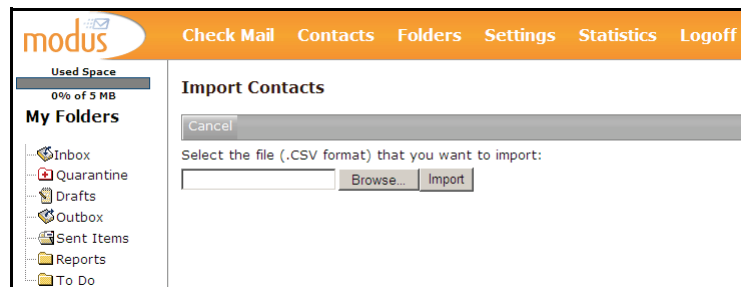 modus
Check Mail Contacts Folders Settings Statistics Logoff
Used Space
0% of 5 MB
My Folders
Inbox
Quarantine
Drafts
Outbox
Sent Items
Reports
To Do
Import Contacts
Cancel
Select the file (.CSV format) that you want to import:
Browse... Import